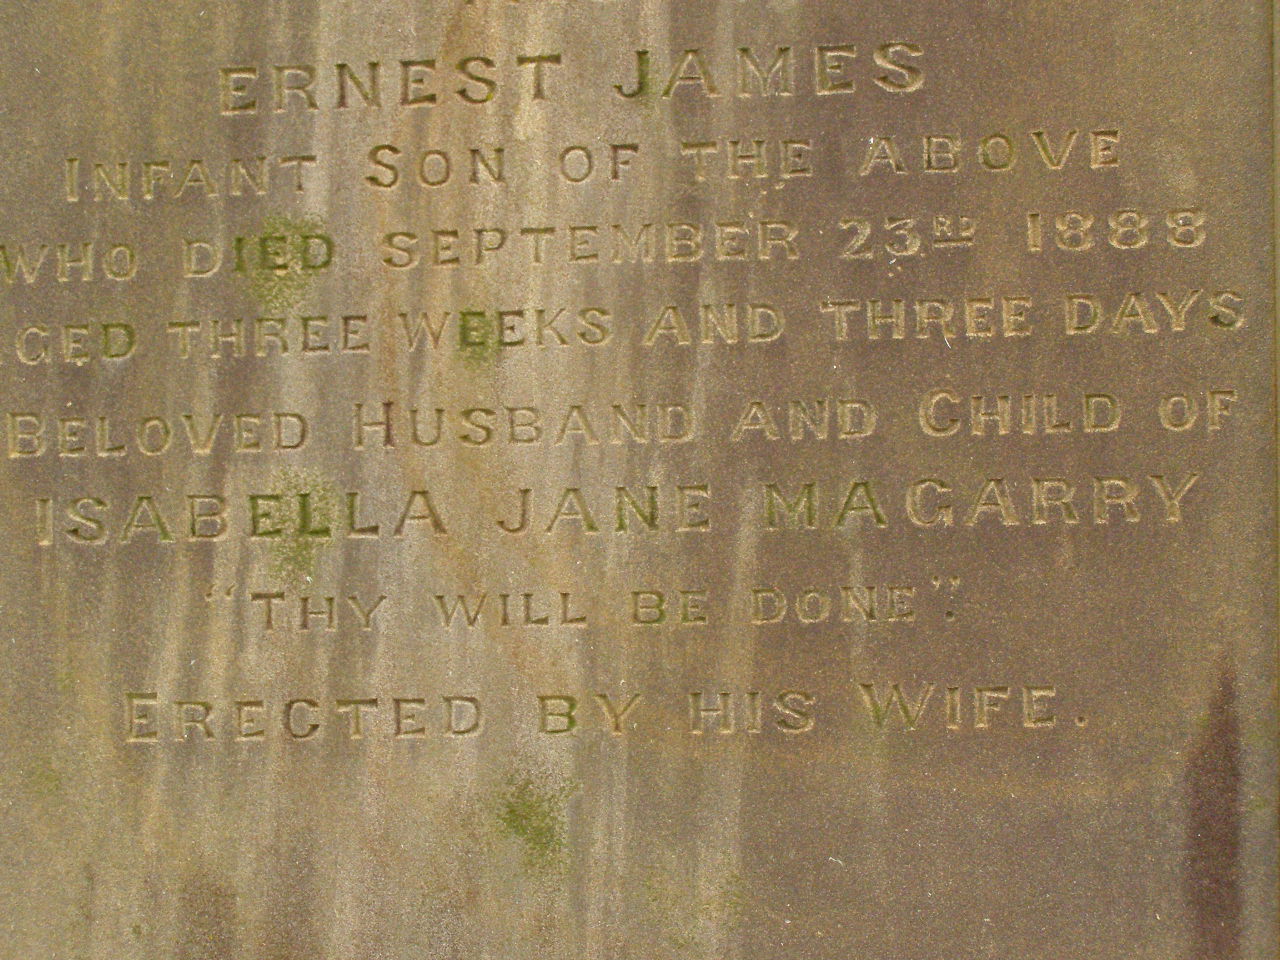 ERNEST JAMES
INFANT SON OF THE ABOVE
WHO DIED SEPTEMBER 23RD 1888
GED THREE WEEKS AND THREE DAYS
BELOVED HUSBAND AND CHILD OF
ISABELLA JANE MAGARRY
"THY WILL BE DONE".
ERECTED BY HIS WIFE.